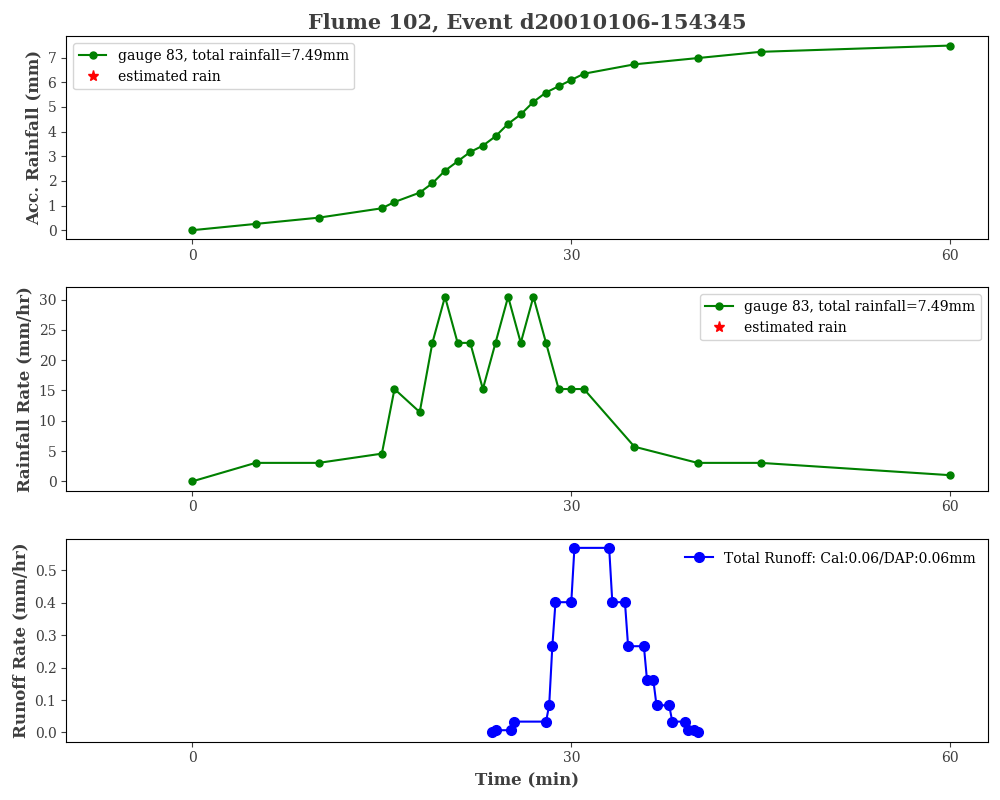 Flume 102, Event d20010106-154345
Acc. Rainfall (mm)
7
6
5
4
3
2
1
0
gauge 83, total rainfall=7.49mm
estimated rain
0 30 60
Rainfall Rate (mm/hr)
30
25
20
15
10
5
0
gauge 83, total rainfall=7.49mm
estimated rain
0 30 60
Runoff Rate (mm/hr)
0.5
0.4
0.3
0.2
0.1
0.0
Total Runoff: Cal:0.06/DAP:0.06mm
0 30 60
Time (min)